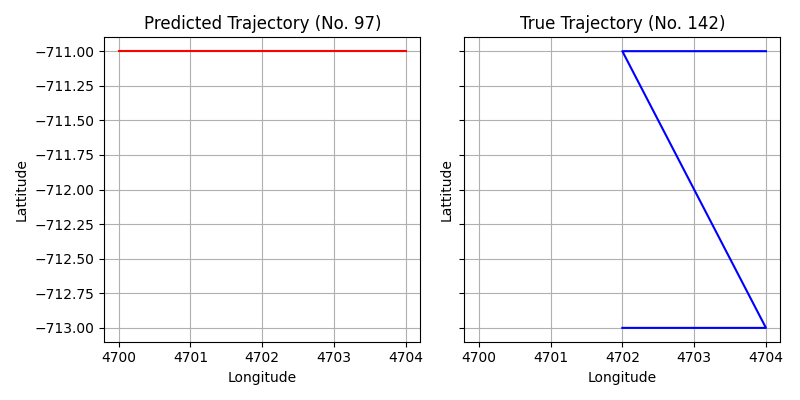 Predicted Trajectory (No. 97)
True Trajectory (No. 142)
Lattitude
−711.00
−711.25
−711.50
−711.75
−712.00
−712.25
−712.50
−712.75
−713.00
4700 4701 4702 4703 4704
Longitude
Lattitude
4700 4701 4702 4703 4704
Longitude